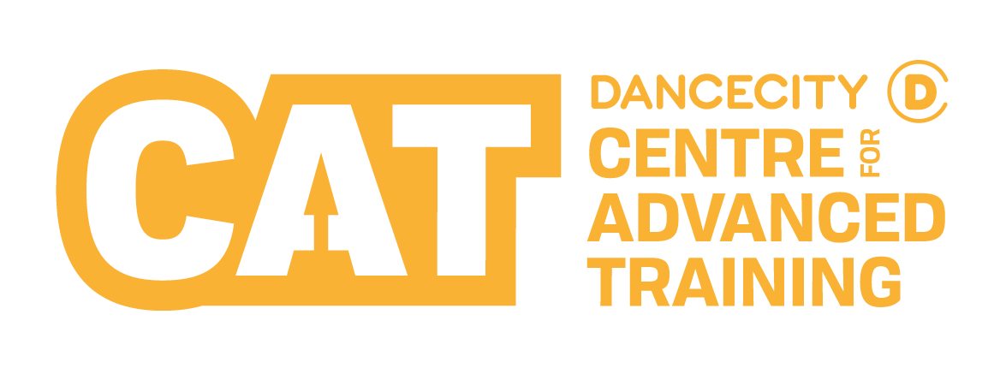 CAT
DANCECITY D
CENTRE FOR
ADVANCED
TRAINING